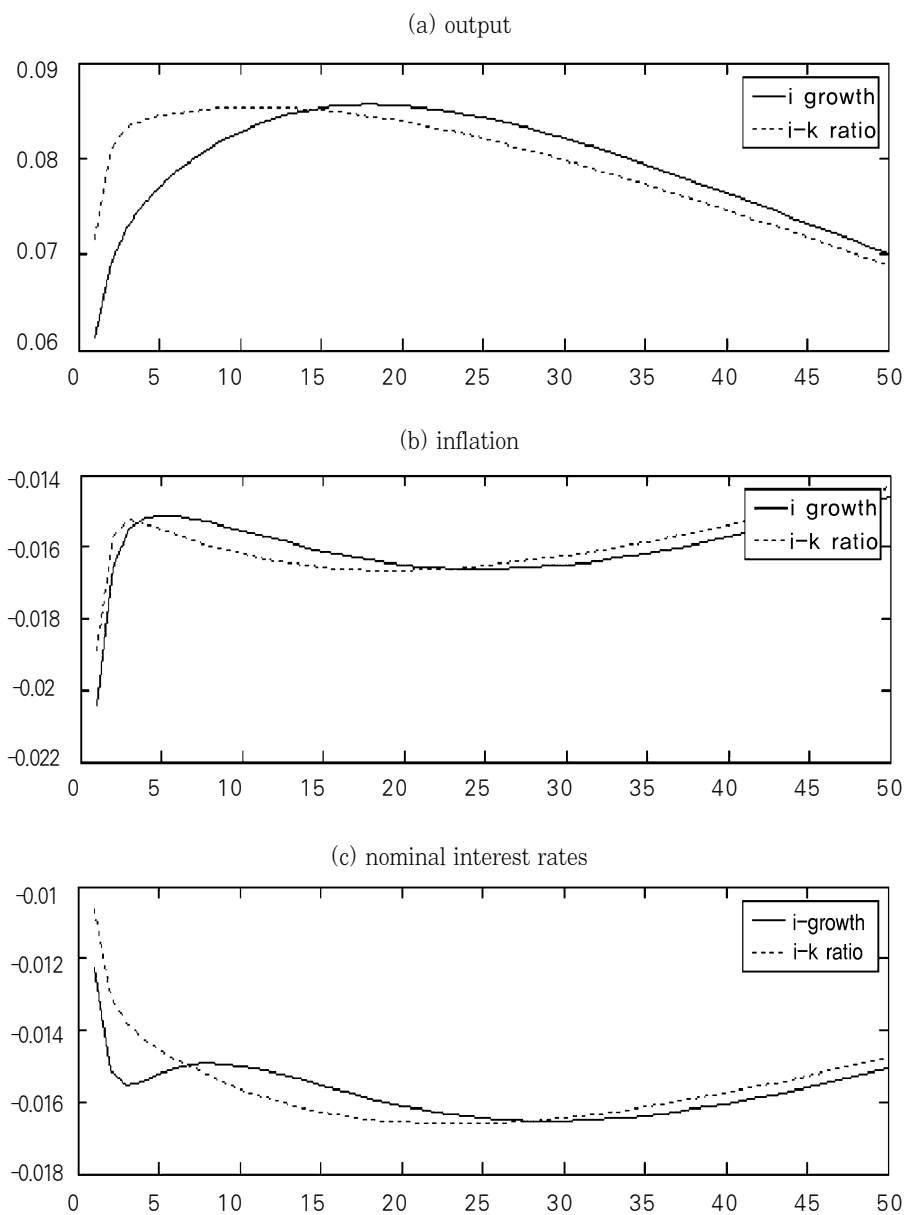 (a) output
0.09
0.08
0.07
0.06
i growth
i-k ratio
0 5 10 15 20 25 30 35 40 45 50
(b) inflation
-0.014
-0.016
-0.018
-0.02
-0.022
i growth
i-k ratio
0 5 10 15 20 25 30 35 40 45 50
(c) nominal interest rates
-0.01
-0.012
-0.014
-0.016
-0.018
i-growth
i-k ratio
0 5 10 15 20 25 30 35 40 45 50